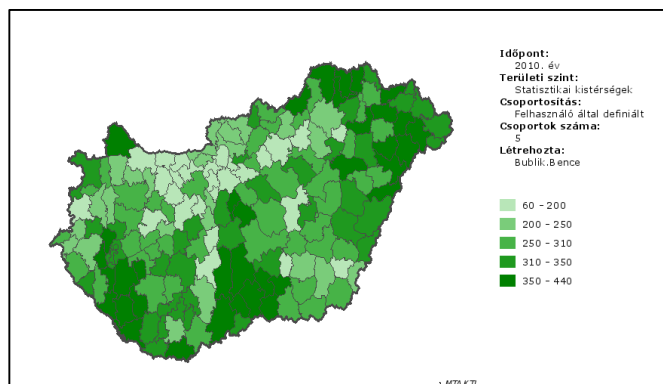 Időpont:
2010. év
Területi szint:
Statisztikai kistérségek
Csoportosítás:
Felhasználó által definiált
Csoportok száma:
5
Létrehozta:
Bublik.Bence
60 - 200
200 - 250
250 - 310
310 - 350
350 - 440